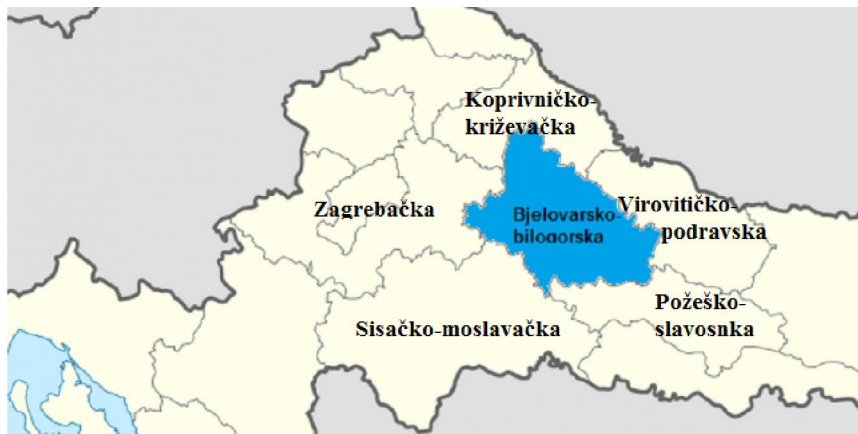 Koprivničko-
križevačka
Zagrebačka
Bjelovarsko-
bilogorska
Virovitičko-
podravska
Sisačko-moslavačka
Požeško-
slavosnka